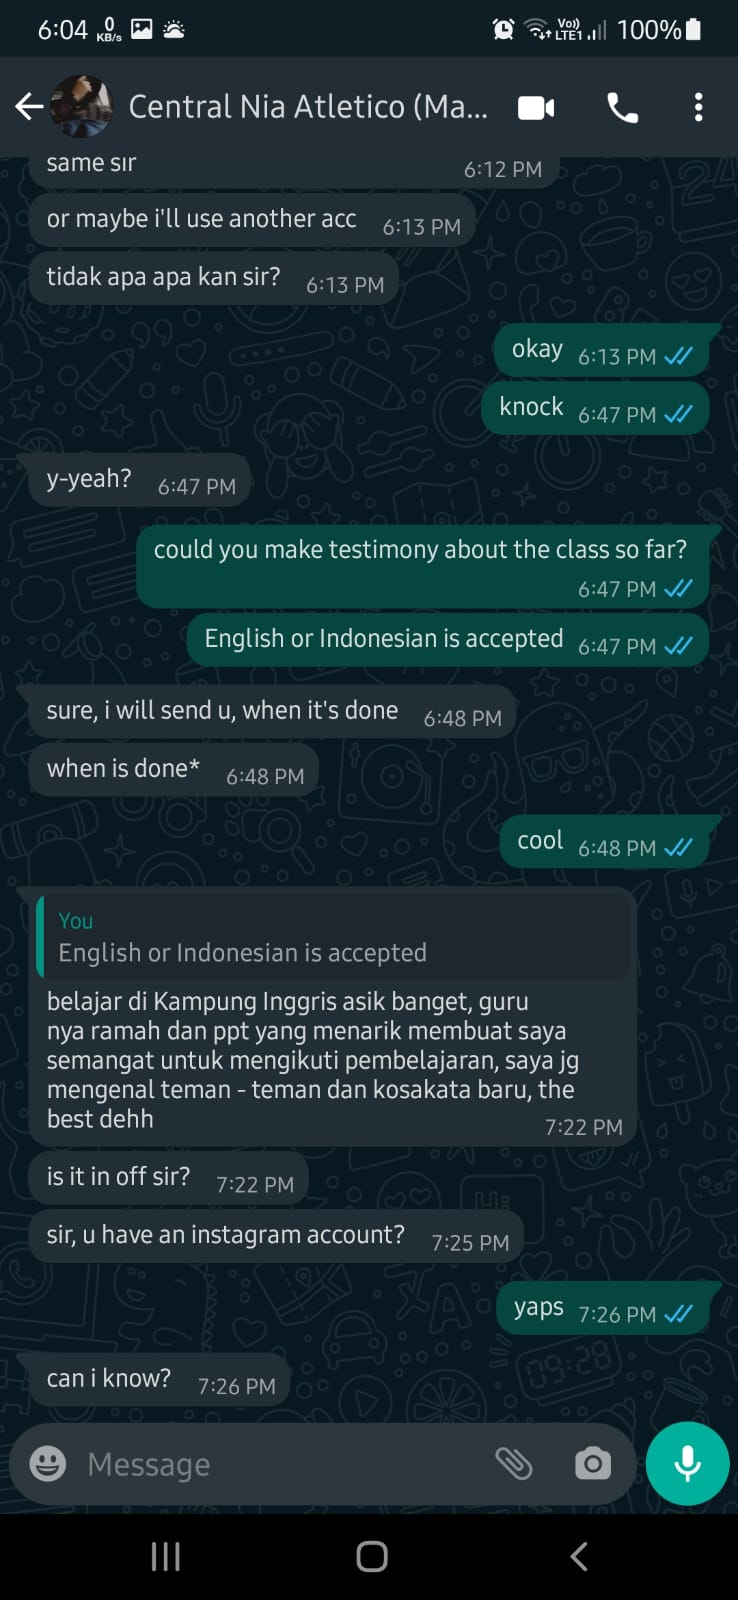 6:04 0 KB/s Vo)) LTE1 100%
Central Nia Atletico (Ma...
same sir 6:12 PM
or maybe i'll use another acc 6:13 PM
tidak apa apa kan sir? 6:13 PM
okay 6:13 PM
knock 6:47 PM
y-yeah? 6:47 PM
could you make testimony about the class so far?
6:47 PM
English or Indonesian is accepted 6:47 PM
sure, i will send u, when it's done 6:48 PM
when is done* 6:48 PM
cool 6:48 PM
You
English or Indonesian is accepted
belajar di Kampung Inggris asik banget, guru
nya ramah dan ppt yang menarik membuat saya
semangat untuk mengikuti pembelajaran, saya jg
mengenal teman - teman dan kosakata baru, the
best dehh 7:22 PM
is it in off sir? 7:22 PM
sir, u have an instagram account? 7:25 PM
yaps 7:26 PM
can i know? 7:26 PM
Message